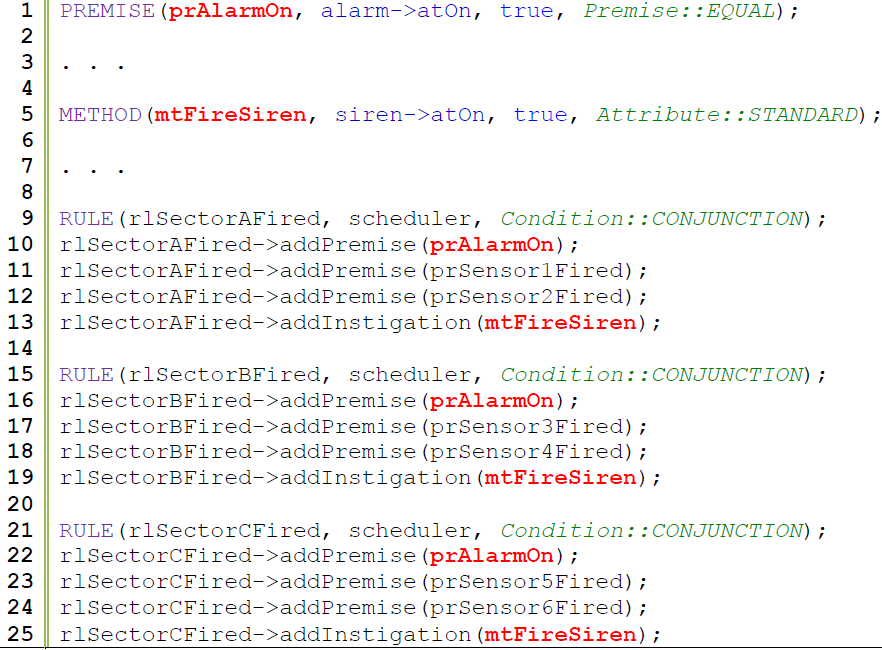 1 PREMISE(prAlarmOn, alarm->atOn, true, Premise::EQUAL);
2
3 . . .
4
5 METHOD(mtFireSiren, siren->atOn, true, Attribute::STANDARD);
6
7 . . .
8
9 RULE(rlSectorAFired, scheduler, Condition::CONJUNCTION);
10 rlSectorAFired->addPremise(prAlarmOn);
11 rlSectorAFired->addPremise(prSensor1Fired);
12 rlSectorAFired->addPremise(prSensor2Fired);
13 rlSectorAFired->addInstigation(mtFireSiren);
14
15 RULE(rlSectorBFired, scheduler, Condition::CONJUNCTION);
16 rlSectorBFired->addPremise(prAlarmOn);
17 rlSectorBFired->addPremise(prSensor3Fired);
18 rlSectorBFired->addPremise(prSensor4Fired);
19 rlSectorBFired->addInstigation(mtFireSiren);
20
21 RULE(rlSectorCFired, scheduler, Condition::CONJUNCTION);
22 rlSectorCFired->addPremise(prAlarmOn);
23 rlSectorCFired->addPremise(prSensor5Fired);
24 rlSectorCFired->addPremise(prSensor6Fired);
25 rlSectorCFired->addInstigation(mtFireSiren);